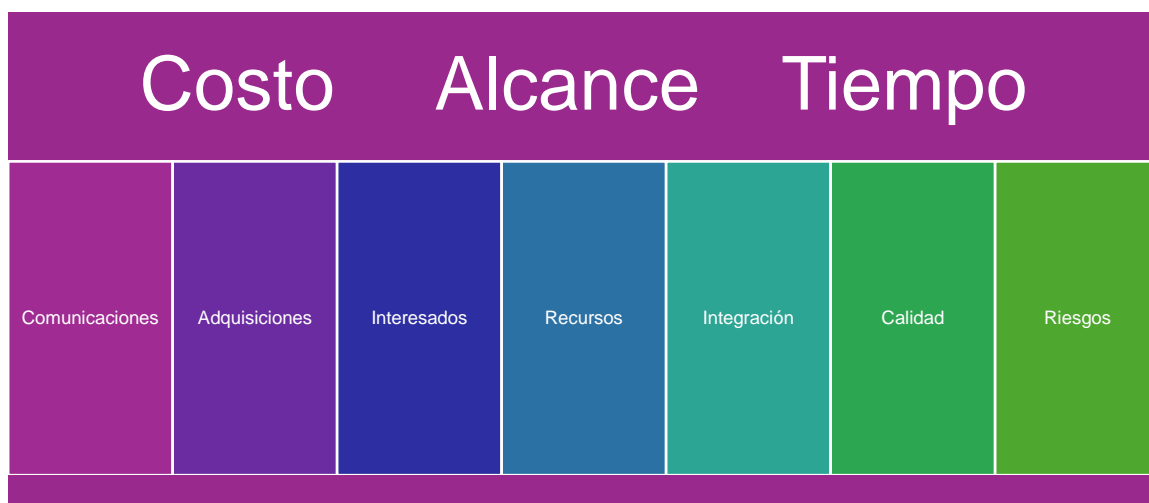 Costo Alcance Tiempo
Comunicaciones Adquisiciones Interesados Recursos Integración Calidad Riesgos